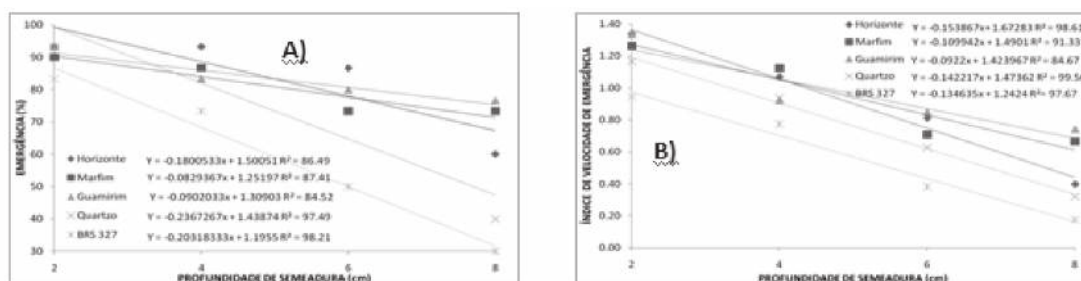 100
90
80
70
60
50
40
30
EMERGÊNCIA (%)
A)
Horizonte Y = -0.1800533x + 1.50051 R² = 86.49
Marfim Y = -0.0829367x + 1.25197 R² = 87.41
Guamirim Y = -0.0902033x + 1.30903 R² = 84.52
Quartzo Y = -0.2367267x + 1.43874 R² = 97.49
BRS 327 Y = -0.20318333x + 1.1955 R² = 98.21
2 4 6 8
PROFUNDIDADE DE SEMEADURA (cm)
1.40
1.20
1.00
0.80
0.60
0.40
0.20
0.00
ÍNDICE DE VELOCIDADE DE EMERGÊNCIA
B)
Horizonte Y = -0.153867x + 1.67283 R² = 98.61
Marfim Y = -0.109942x + 1.4901 R² = 91.33
Guamirim Y = -0.0922x + 1.423967 R² = 84.67
Quartzo Y = -0.142217x + 1.47362 R² = 99.56
BRS 327 Y = -0.134635x + 1.2424 R² = 97.67
2 4 6 8
PROFUNDIDADE DE SEMEADURA (cm)